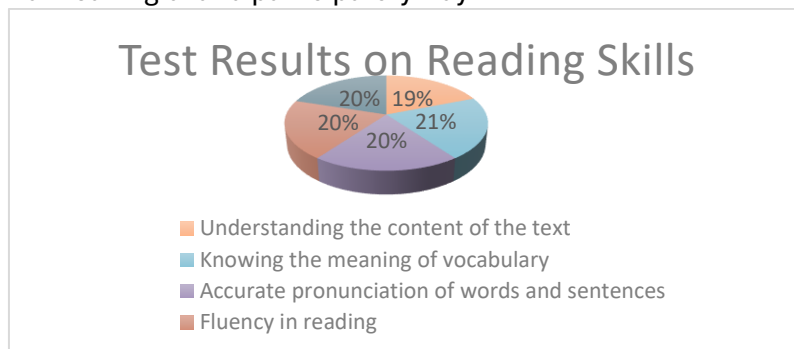 Test Results on Reading Skills
20% 19%
20% 21%
20%
Understanding the content of the text
Knowing the meaning of vocabulary
Accurate pronunciation of words and sentences
Fluency in reading